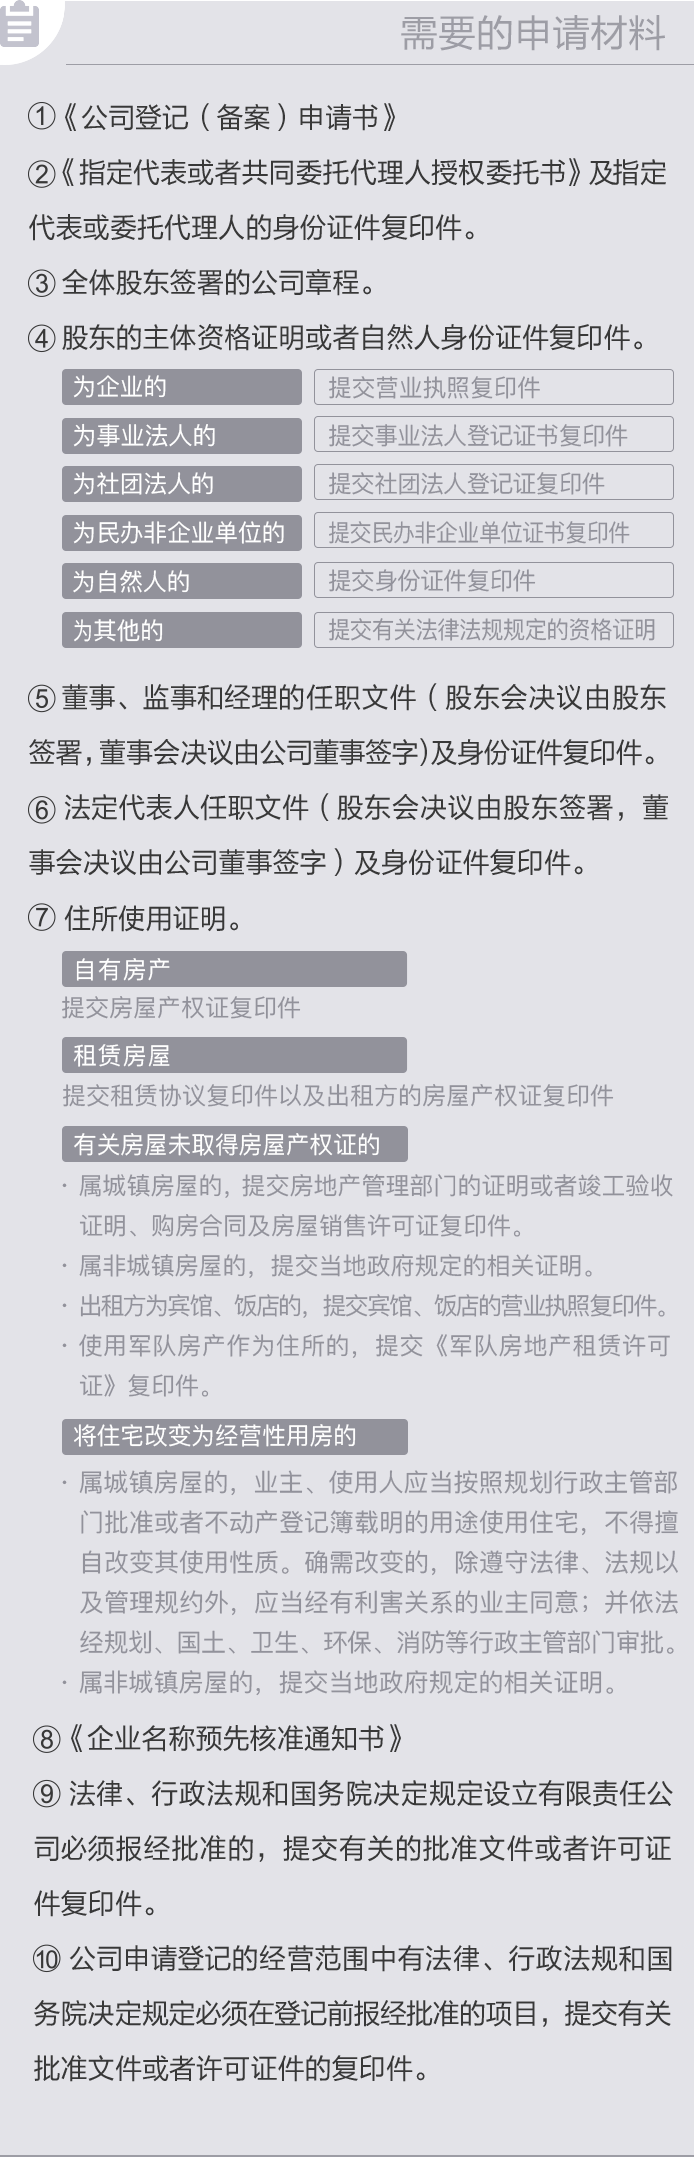 需要的申请材料
①《公司登记（备案）申请书》
②《指定代表或者共同委托代理人授权委托书》及指定
代表或委托代理人的身份证件复印件。
③ 全体股东签署的公司章程。
④ 股东的主体资格证明或者自然人身份证件复印件。
为企业的 提交营业执照复印件
为事业法人的 提交事业法人登记证书复印件
为社团法人的 提交社团法人登记证复印件
为民办非企业单位的 提交民办非企业单位证书复印件
为自然人的 提交身份证件复印件
为其他的 提交有关法律法规规定的资格证明
⑤ 董事、监事和经理的任职文件（股东会决议由股东
签署,董事会决议由公司董事签字)及身份证件复印件。
⑥ 法定代表人任职文件（股东会决议由股东签署，董
事会决议由公司董事签字）及身份证件复印件。
⑦ 住所使用证明。
自有房产
提交房屋产权证复印件
租赁房屋
提交租赁协议复印件以及出租方的房屋产权证复印件
有关房屋未取得房屋产权证的
· 属城镇房屋的，提交房地产管理部门的证明或者竣工验收
证明、购房合同及房屋销售许可证复印件。
· 属非城镇房屋的，提交当地政府规定的相关证明。
· 出租方为宾馆、饭店的，提交宾馆、饭店的营业执照复印件。
· 使用军队房产作为住所的，提交《军队房地产租赁许可
证》复印件。
将住宅改变为经营性用房的
· 属城镇房屋的，业主、使用人应当按照规划行政主管部
门批准或者不动产登记簿载明的用途使用住宅，不得擅
自改变其使用性质。确需改变的，除遵守法律、法规以
及管理规约外，应当经有利害关系的业主同意；并依法
经规划、国土、卫生、环保、消防等行政主管部门审批。
· 属非城镇房屋的，提交当地政府规定的相关证明。
⑧《企业名称预先核准通知书》
⑨ 法律、行政法规和国务院决定规定设立有限责任公
司必须报经批准的，提交有关的批准文件或者许可证
件复印件。
⑩ 公司申请登记的经营范围中有法律、行政法规和国
务院决定规定必须在登记前报经批准的项目，提交有关
批准文件或者许可证件的复印件。